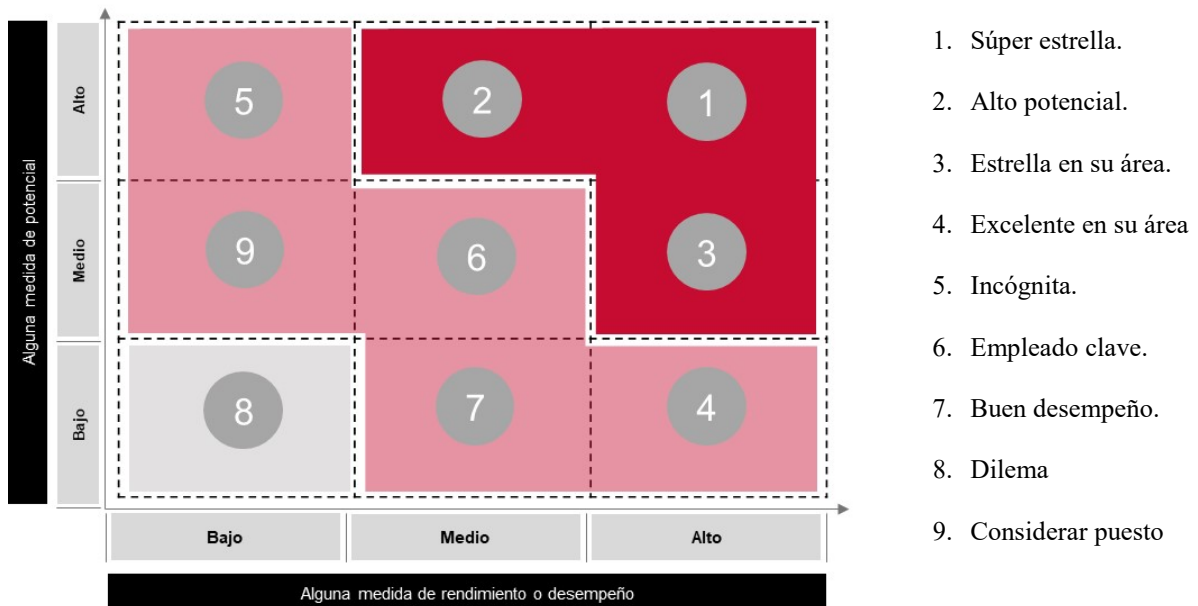 Alguna medida de potencial
Alto
Medio
Bajo
5
2
1
9
6
3
8
7
4
Bajo
Medio
Alto
Alguna medida de rendimiento o desempeño
1. Súper estrella.
2. Alto potencial.
3. Estrella en su área.
4. Excelente en su área
5. Incógnita.
6. Empleado clave.
7. Buen desempeño.
8. Dilema
9. Considerar puesto